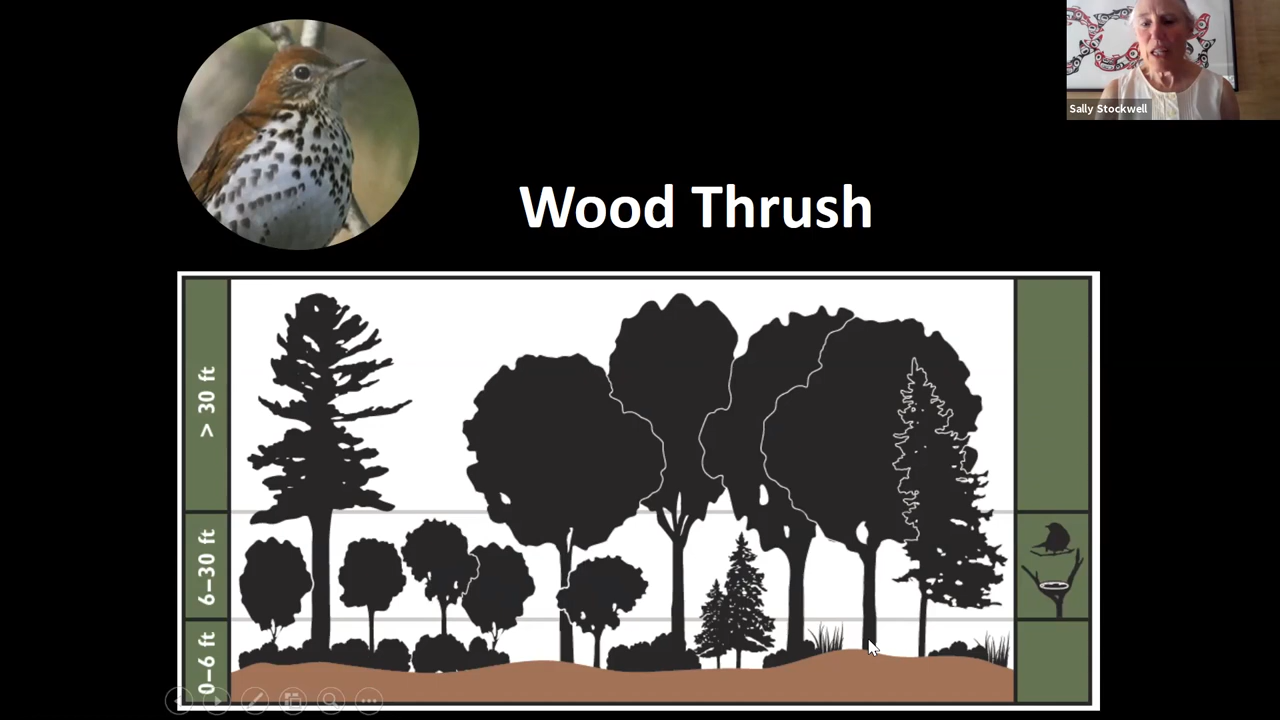 Sally Stockwell
Wood Thrush
> 30 ft
6–30 ft
0–6 ft